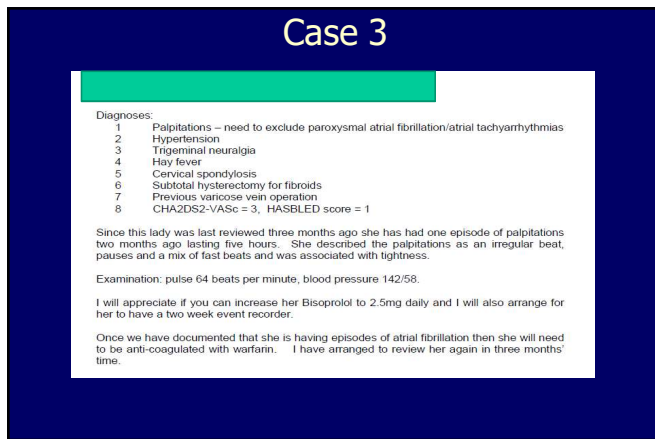 Case 3
Diagnoses:
1 Palpitations – need to exclude paroxysmal atrial fibrillation/atrial tachyarrhythmias
2 Hypertension
3 Trigeminal neuralgia
4 Hay fever
5 Cervical spondylosis
6 Subtotal hysterectomy for fibroids
7 Previous varicose vein operation
8 CHA2DS2-VASc = 3, HASBLED score = 1
Since this lady was last reviewed three months ago she has had one episode of palpitations
two months ago lasting five hours. She described the palpitations as an irregular beat,
pauses and a mix of fast beats and was associated with tightness.
Examination: pulse 64 beats per minute, blood pressure 142/58.
I will appreciate if you can increase her Bisoprolol to 2.5mg daily and I will also arrange for
her to have a two week event recorder.
Once we have documented that she is having episodes of atrial fibrillation then she will need
to be anti-coagulated with warfarin. I have arranged to review her again in three months'
time.